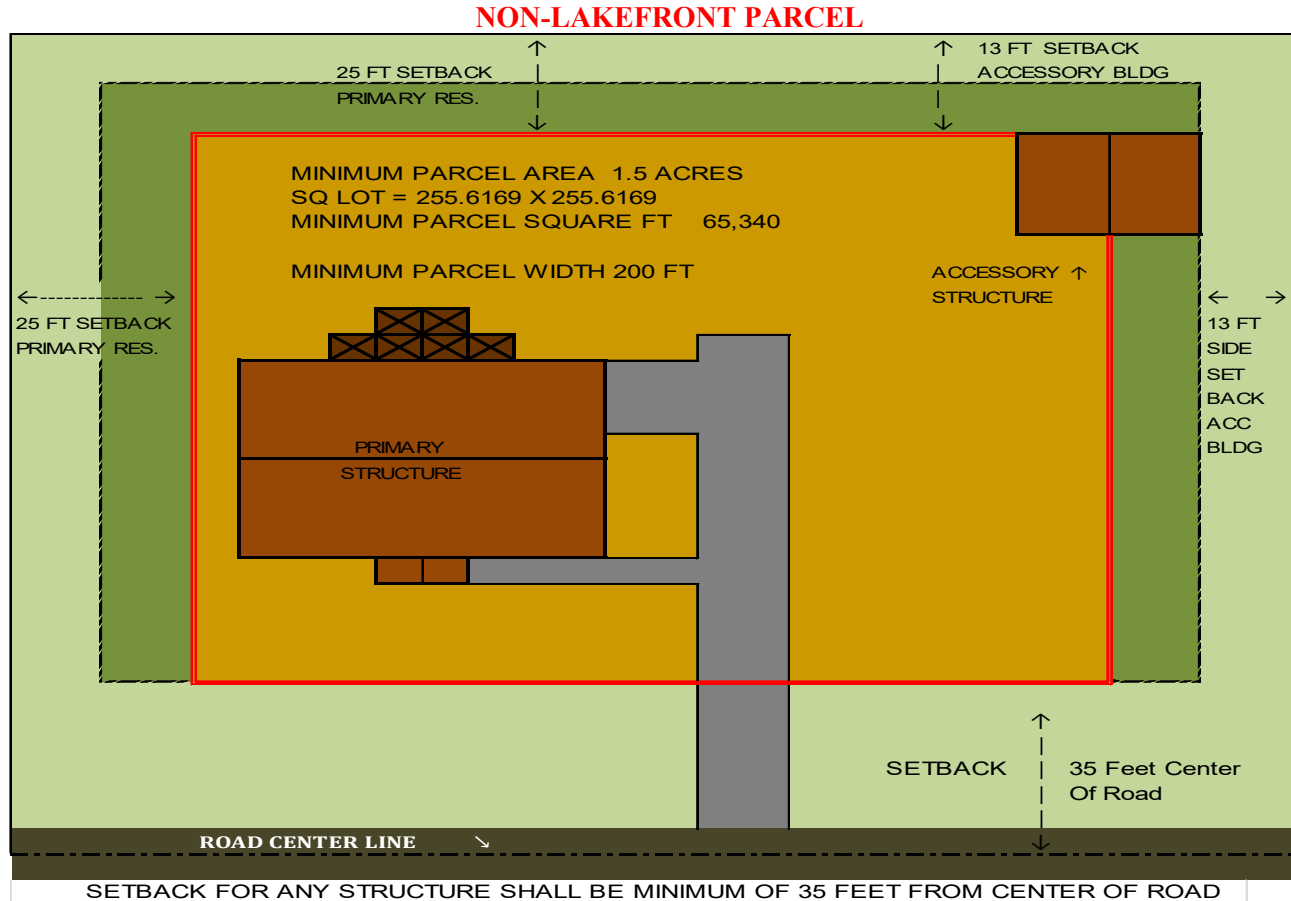 NON-LAKEFRONT PARCEL
25 FT SETBACK
PRIMARY RES.
13 FT SETBACK
ACCESSORY BLDG
MINIMUM PARCEL AREA 1.5 ACRES
SQ LOT = 255.6169 X 255.6169
MINIMUM PARCEL SQUARE FT 65,340
MINIMUM PARCEL WIDTH 200 FT
ACCESSORY ↑
STRUCTURE
25 FT SETBACK
PRIMARY RES.
13 FT
SIDE
SET
BACK
ACC
BLDG
PRIMARY
STRUCTURE
SETBACK
35 Feet Center
Of Road
ROAD CENTER LINE ↘
SETBACK FOR ANY STRUCTURE SHALL BE MINIMUM OF 35 FEET FROM CENTER OF ROAD